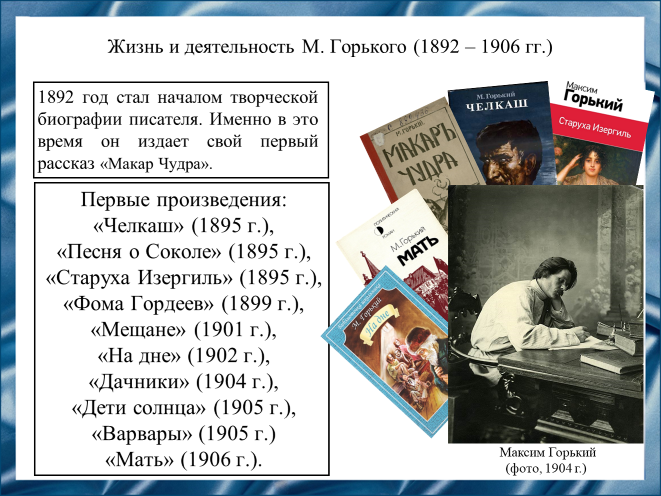 Жизнь и деятельность М. Горького (1892 – 1906 гг.)
1892 год стал началом творческой
биографии писателя. Именно в это
время он издает свой первый
рассказ «Макар Чудра».
Первые произведения:
«Челкаш» (1895 г.),
«Песня о Соколе» (1895 г.),
«Старуха Изергиль» (1895 г.),
«Фома Гордеев» (1899 г.),
«Мещане» (1901 г.),
«На дне» (1902 г.),
«Дачники» (1904 г.),
«Дети солнца» (1905 г.),
«Варвары» (1905 г.)
«Мать» (1906 г.).
МАКАРЪ
ЧУДРА
М. Горький
ЧЕЛКАШ
Максим
Горький
Старуха Изергиль
М. Горький
МАТЬ
М. Горький
На дне
Максим Горький
(фото, 1904 г.)